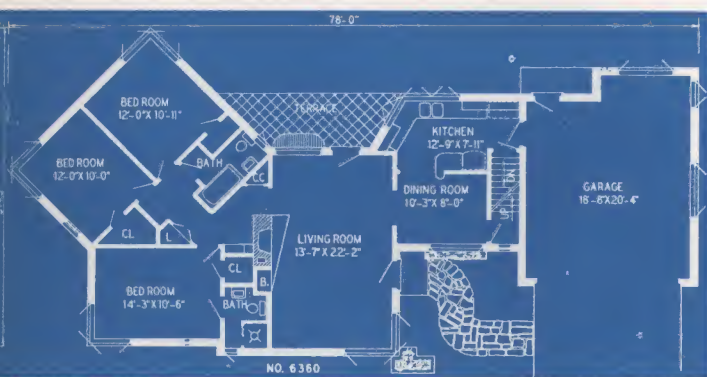 78'-0"
BED ROOM
12'-0"X 10'-11"
TERRACE
KITCHEN
12'-9"X 7'-11"
BED ROOM
12'-0"X 10'-0"
BATH
CC
DINING ROOM
10'-3"X 8'-0"
DN
UP
GARAGE
18'-8"X20'-4"
CL
L
LIVING ROOM
13'-7"X 22'-2"
CL
B.
BED ROOM
14'-3"X 10'-6"
BATH
NO. 6360